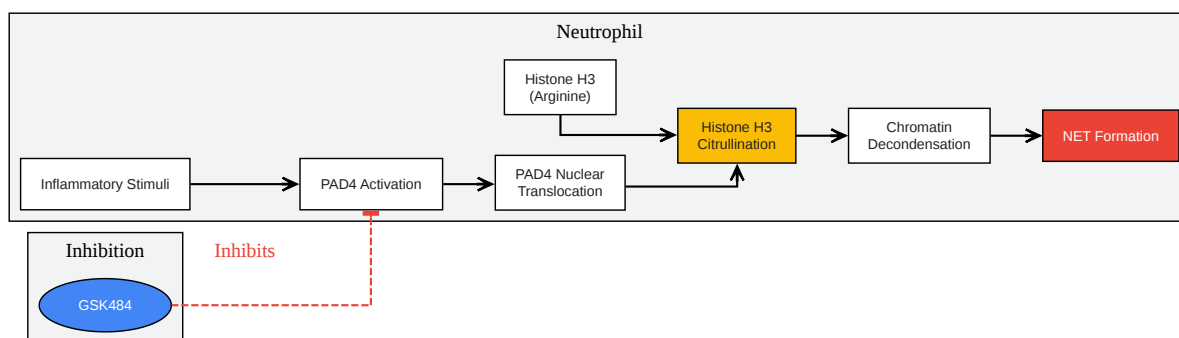 Neutrophil
Histone H3
(Arginine)
Histone H3
Citrullination
Chromatin
Decondensation
NET Formation
Inflammatory Stimuli
PAD4 Activation
PAD4 Nuclear
Translocation
Inhibition
Inhibits
GSK484